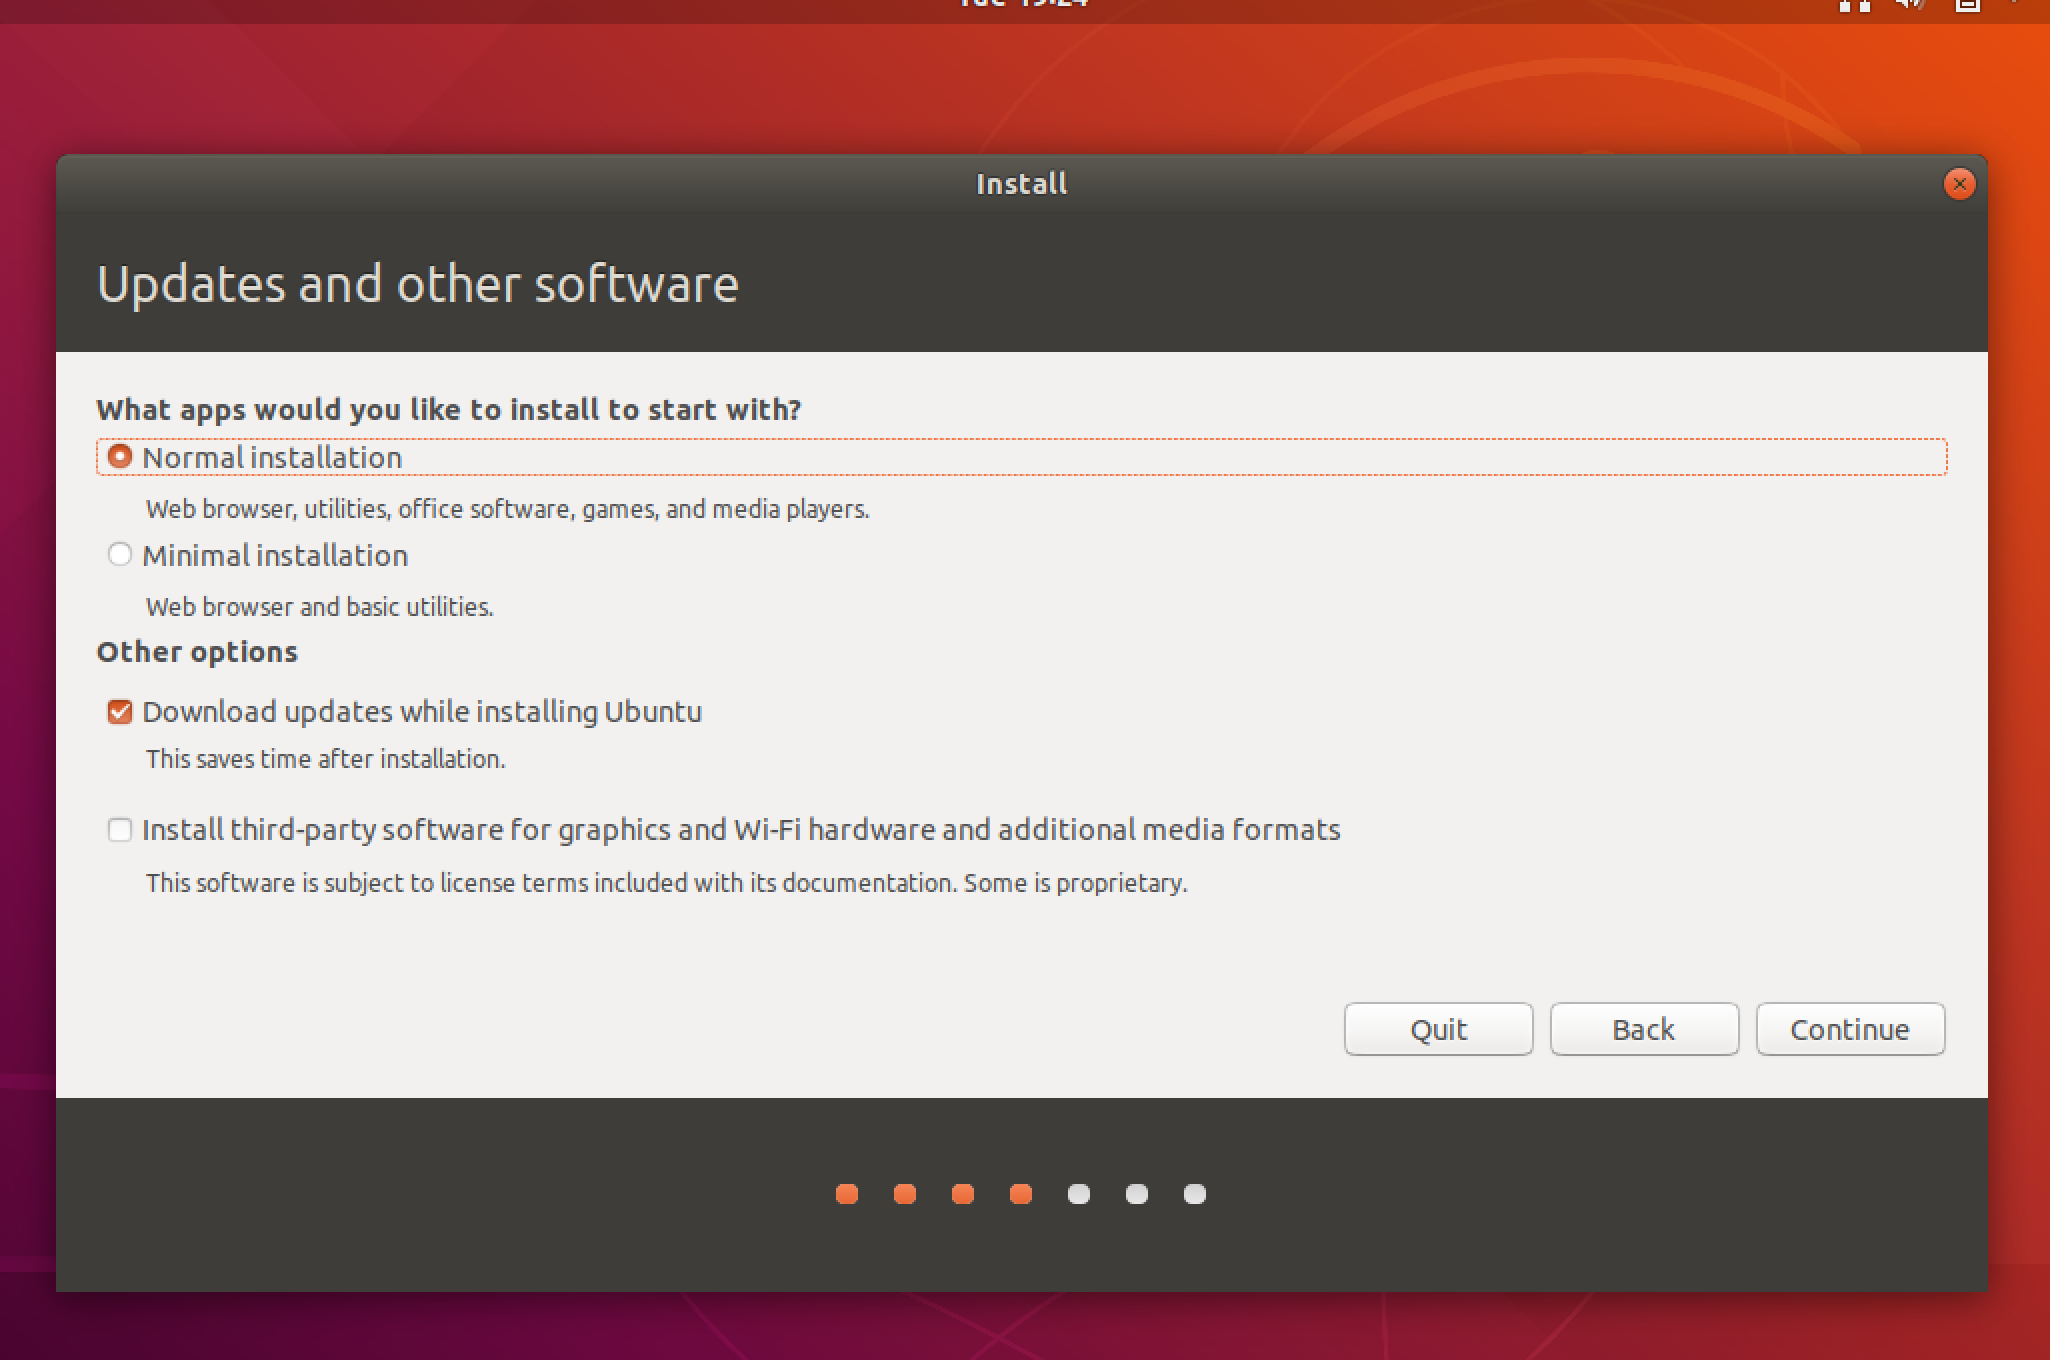 Install
Updates and other software
What apps would you like to install to start with?
Normal installation
Web browser, utilities, office software, games, and media players.
Minimal installation
Web browser and basic utilities.
Other options
Download updates while installing Ubuntu
This saves time after installation.
Install third-party software for graphics and Wi-Fi hardware and additional media formats
This software is subject to license terms included with its documentation. Some is proprietary.
Quit Back Continue